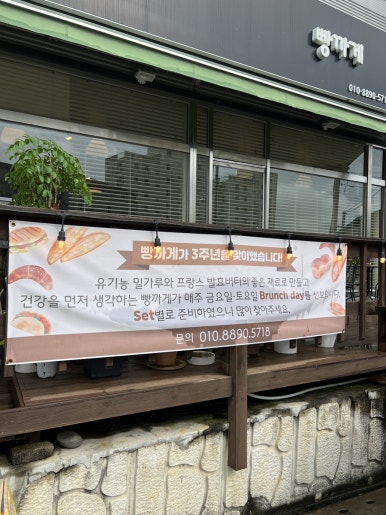 빵까게
010-8890-5718
빵까게가 3주년을 맞이했습니다!
유기농 밀가루와 프랑스 발효버터의 좋은 재료로 만들고
건강을 먼저 생각하는 빵까게가 매주 금요일·토요일 Brunch day를 선보입니다.
Set별로 준비하였으니 많이 찾아주세요.
문의 010.8890.5718